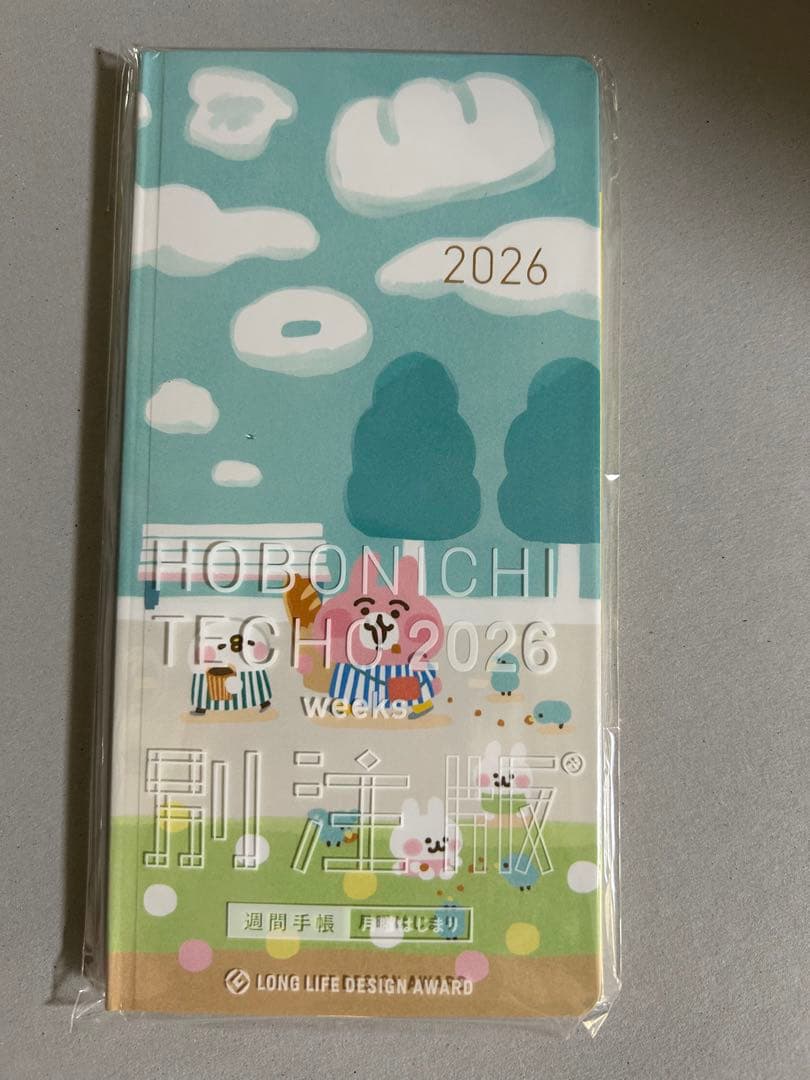 2026
HOBONICHI
TECHO 2026
weeks
別注版®
週間手帳 月曜はじまり
LONG LIFE DESIGN AWARD